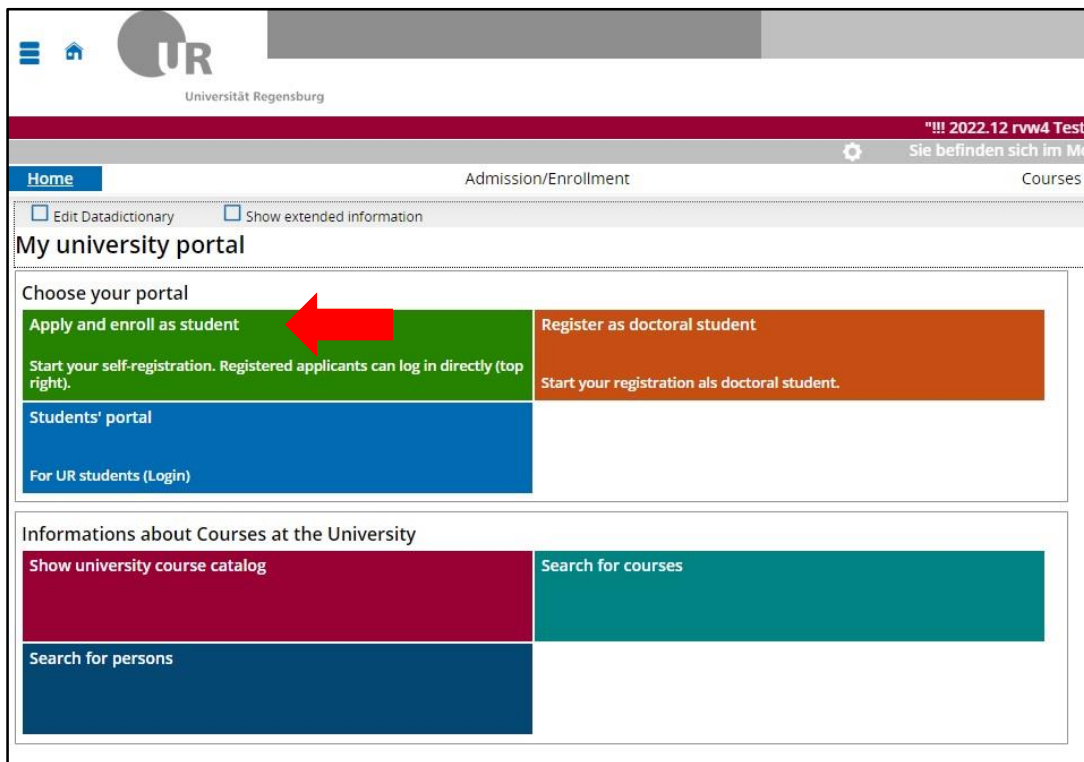 UR
Universität Regensburg
"!!! 2022.12 rvw4 Test
Sie befinden sich im M
Home
Admission/Enrollment
Courses
Edit Datadictionary
Show extended information
My university portal
Choose your portal
Apply and enroll as student
Start your self-registration. Registered applicants can log in directly (top
right).
Register as doctoral student
Start your registration als doctoral student.
Students' portal
For UR students (Login)
Informations about Courses at the University
Show university course catalog
Search for courses
Search for persons